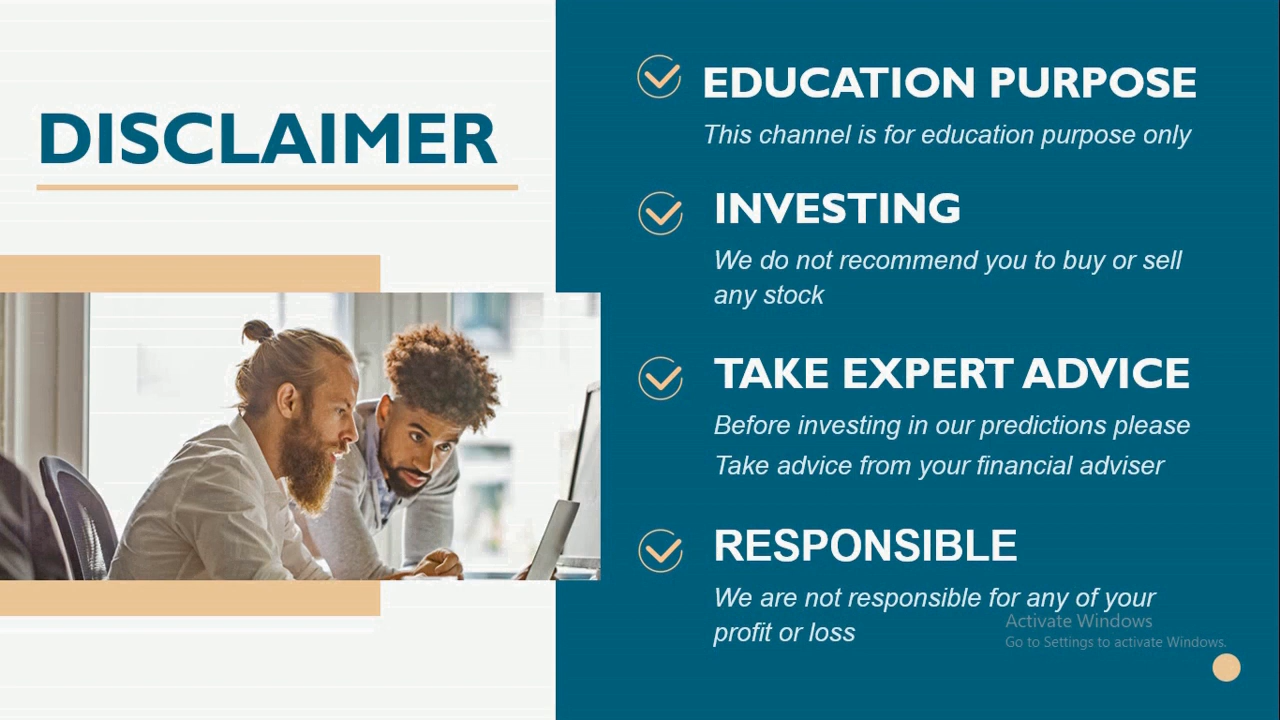 DISCLAIMER
EDUCATION PURPOSE
This channel is for education purpose only
INVESTING
We do not recommend you to buy or sell
any stock
TAKE EXPERT ADVICE
Before investing in our predictions please
Take advice from your financial adviser
RESPONSIBLE
We are not responsible for any of your
profit or loss
Activate Windows
Go to Settings to activate Windows.